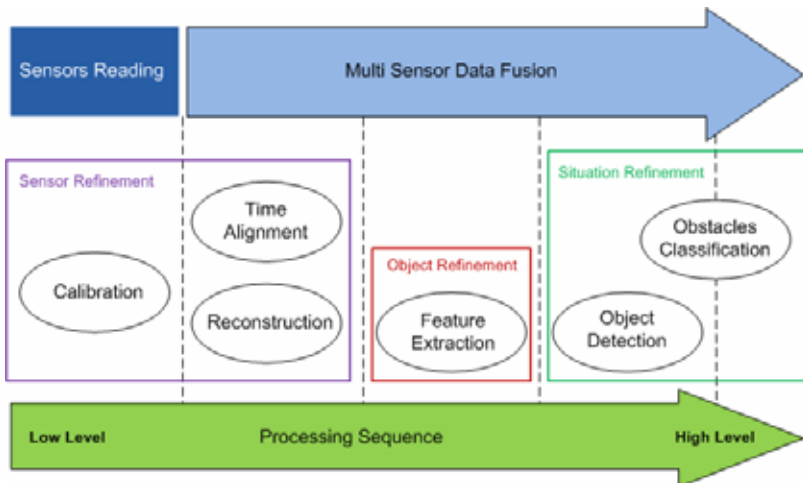 Sensors Reading
Multi Sensor Data Fusion
Sensor Refinement
Time
Alignment
Calibration
Reconstruction
Object Refinement
Feature
Extraction
Situation Refinement
Obstacles
Classification
Object
Detection
Low Level
Processing Sequence
High Level